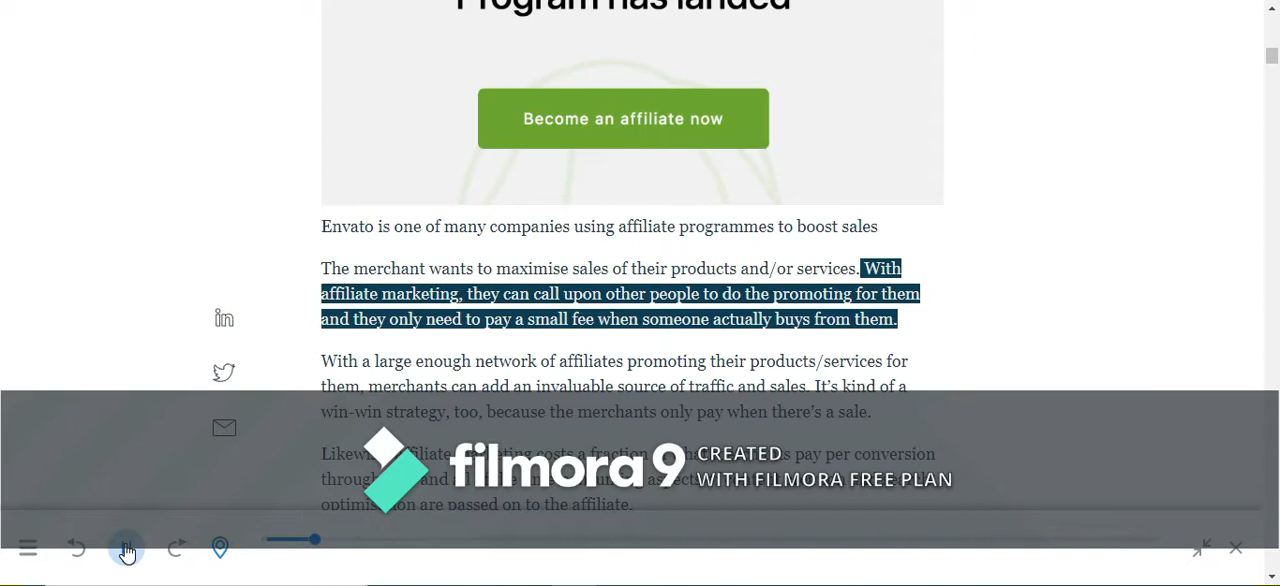 Program has landed
Become an affiliate now
Envato is one of many companies using affiliate programmes to boost sales
The merchant wants to maximise sales of their products and/or services. With
affiliate marketing, they can call upon other people to do the promoting for them
and they only need to pay a small fee when someone actually buys from them.
With a large enough network of affiliates promoting their products/services for
them, merchants can add an invaluable source of traffic and sales. It's kind of a
win-win strategy, too, because the merchants only pay when there's a sale.
pay per conversion
optimisation are passed on to the affiliate.
filmora9 CREATED
WITH FILMORA FREE PLAN